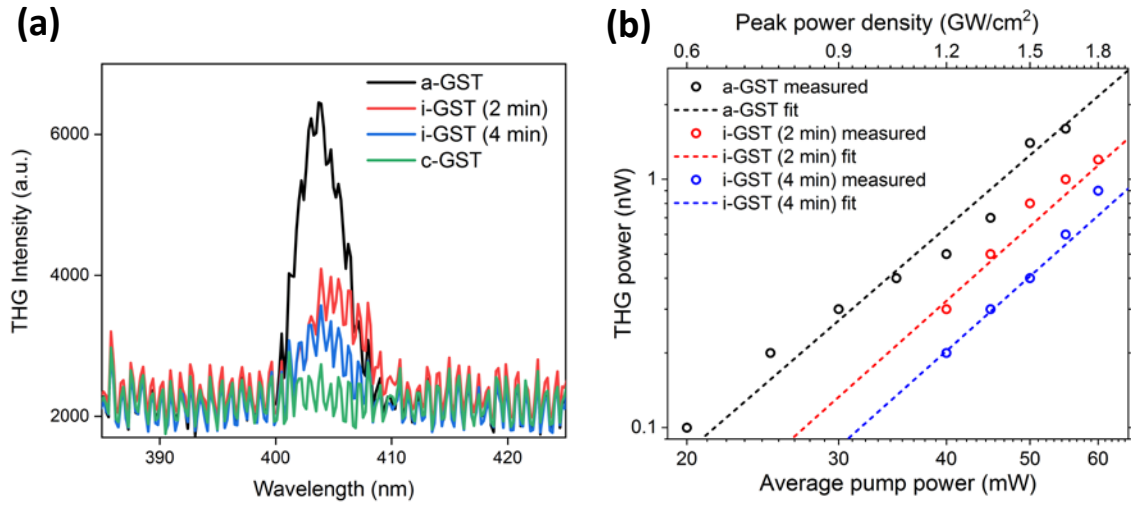 (a)
THG Intensity (a.u.)
6000
4000
2000
a-GST
i-GST (2 min)
i-GST (4 min)
c-GST
390
400
410
420
Wavelength (nm)
(b)
Peak power density (GW/cm²)
0.6
0.9
1.2
1.5
1.8
THG power (nW)
1
0.1
a-GST measured
a-GST fit
i-GST (2 min) measured
i-GST (2 min) fit
i-GST (4 min) measured
i-GST (4 min) fit
20
30
40
50
60
Average pump power (mW)